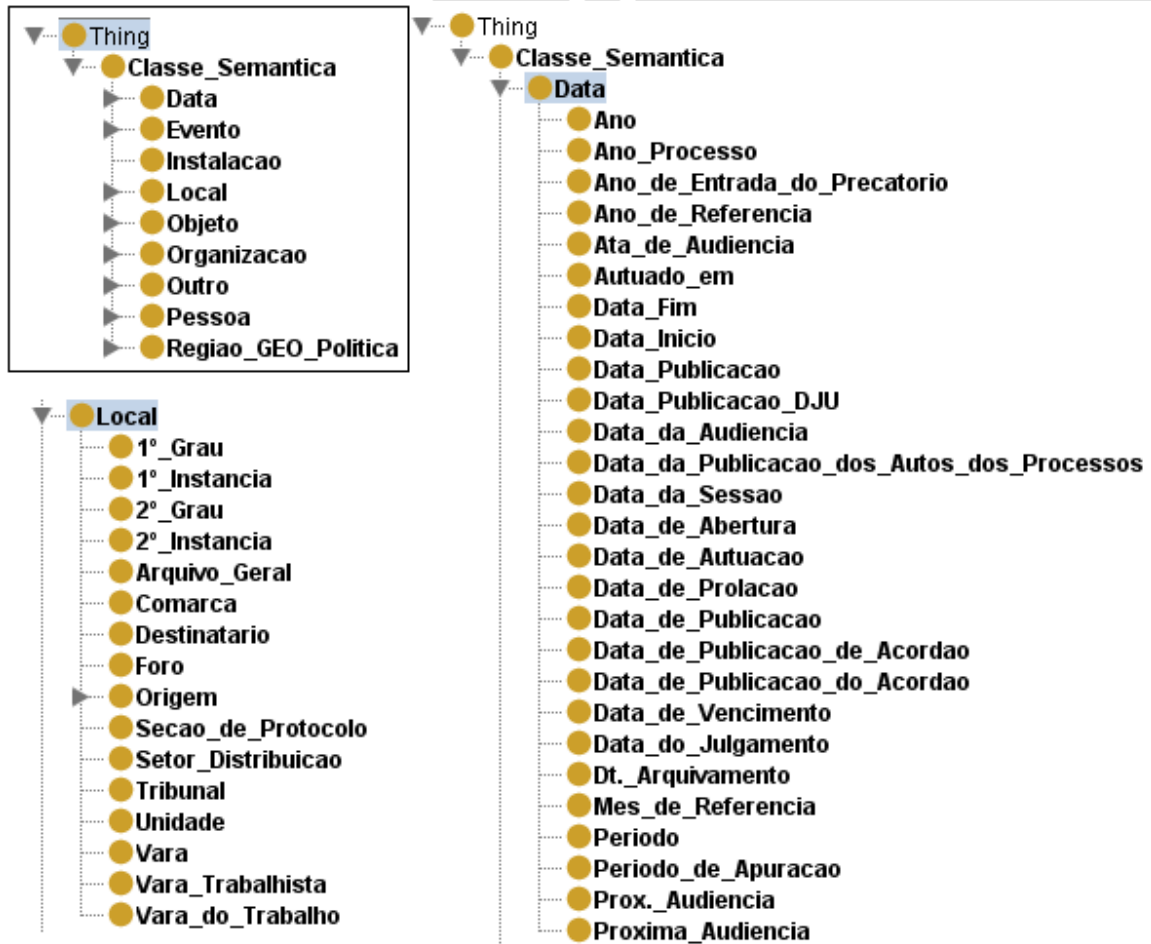 Thing
Classe_Semantica
Data
Evento
Instalacao
Local
Objeto
Organizacao
Outro
Pessoa
Regiao_GEO_Politica
Local
1º_Grau
1º_Instancia
2º_Grau
2º_Instancia
Arquivo_Geral
Comarca
Destinatario
Foro
Origem
Secao_de_Protocolo
Setor_Distribuicao
Tribunal
Unidade
Vara
Vara_Trabalhista
Vara_do_Trabalho
Thing
Classe_Semantica
Data
Ano
Ano_Processo
Ano_de_Entrada_do_Precatorio
Ano_de_Referencia
Ata_de_Audiencia
Autuado_em
Data_Fim
Data_Inicio
Data_Publicacao
Data_Publicacao_DJU
Data_da_Audiencia
Data_da_Publicacao_dos_Autos_dos_Processos
Data_da_Sessao
Data_de_Abertura
Data_de_Autuacao
Data_de_Prolacao
Data_de_Publicacao
Data_de_Publicacao_de_Acordao
Data_de_Publicacao_do_Acordao
Data_de_Vencimento
Data_do_Julgamento
Dt._Arquivamento
Mes_de_Referencia
Periodo
Periodo_de_Apuracao
Prox._Audiencia
Proxima_Audiencia